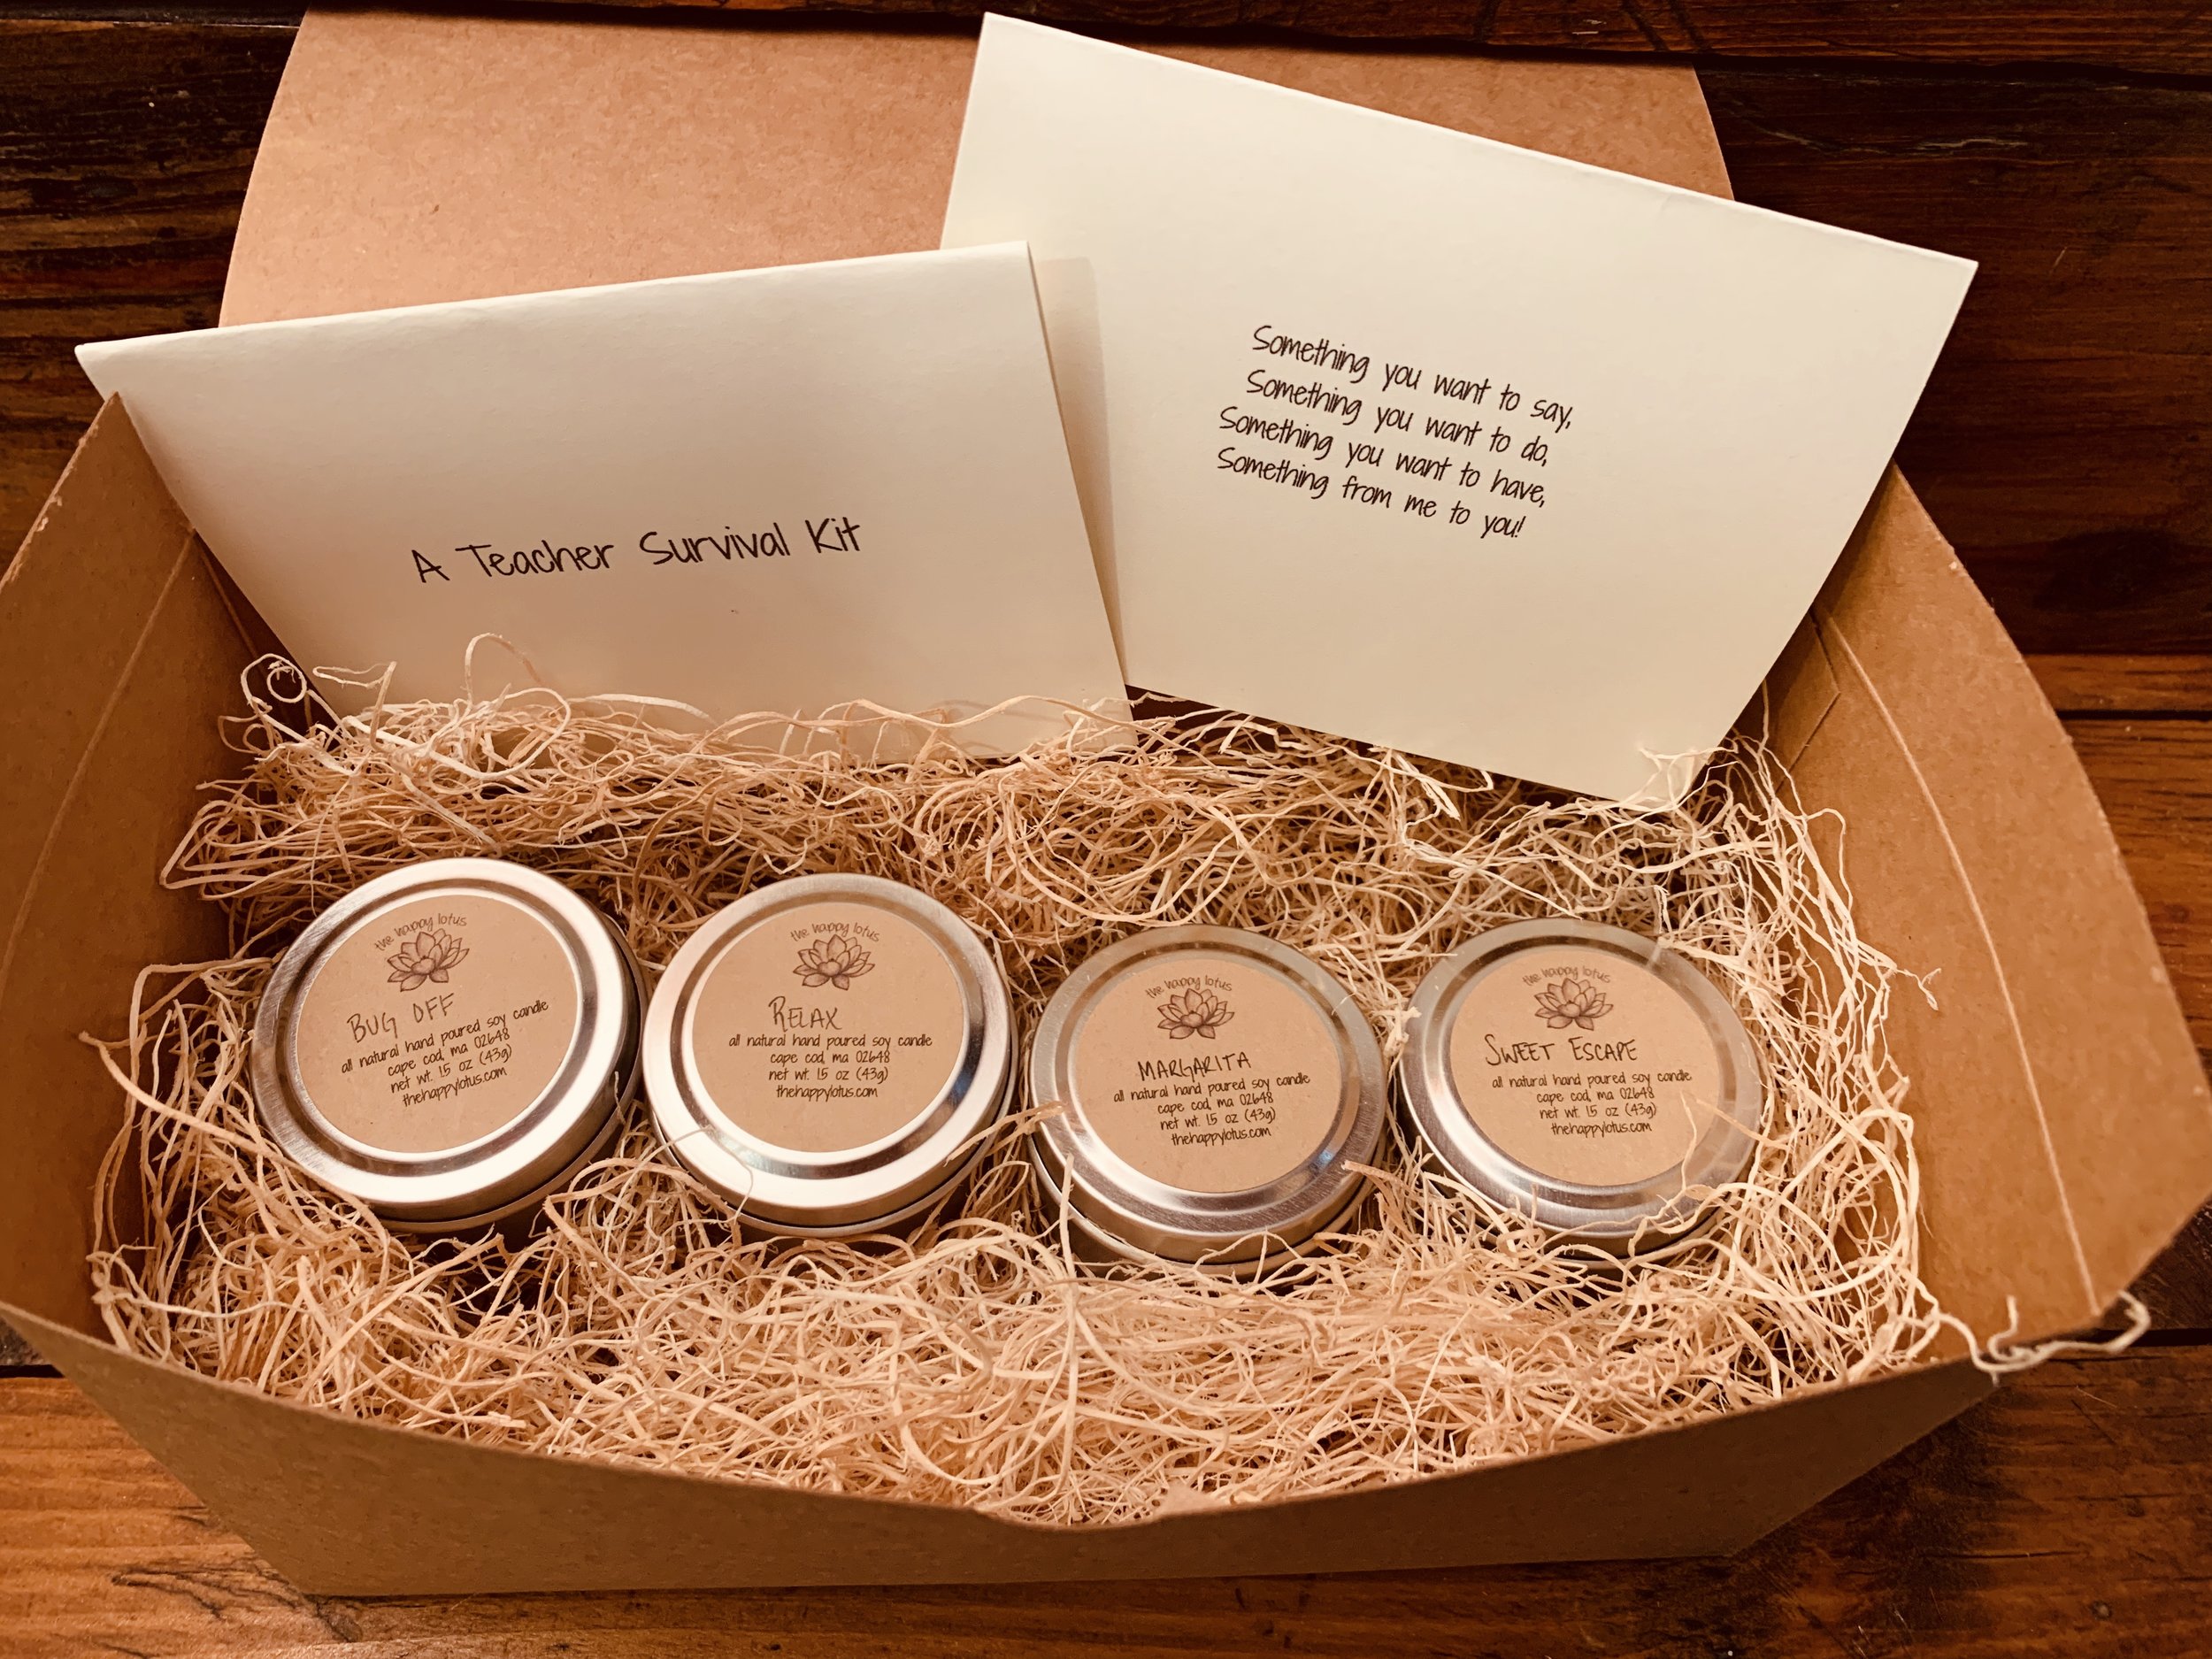 Something you want to say,
Something you want to do,
Something you want to have,
Something from me to you!
A Teacher Survival Kit
the happy lotus
BUG OFF
all natural hand poured soy candle
cape cod, ma 02648
net wt. 1.5 oz (43g)
thehappylotus.com
the happy lotus
RELAX
all natural hand poured soy candle
cape cod, ma 02648
net wt. 1.5 oz (43g)
thehappylotus.com
the happy lotus
MARGARITA
all natural hand poured soy candle
cape cod, ma 02648
net wt. 1.5 oz (43g)
thehappylotus.com
the happy lotus
SWEET ESCAPE
all natural hand poured soy candle
cape cod, ma 02648
net wt. 1.5 oz (43g)
thehappylotus.com